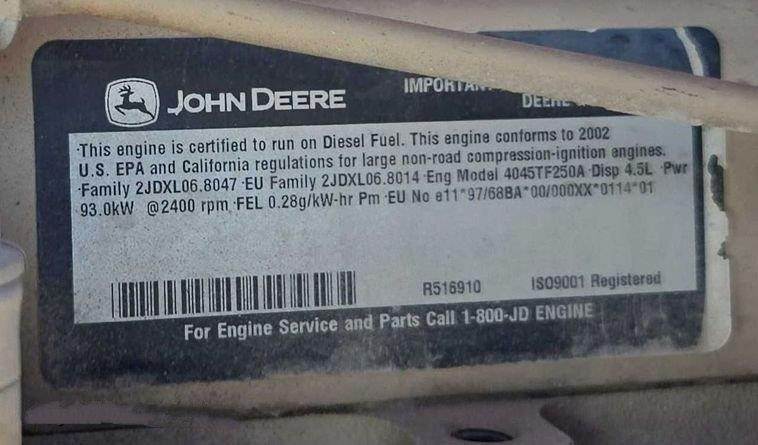 JOHN DEERE
IMPORTAN
DEERE
This engine is certified to run on Diesel Fuel. This engine conforms to 2002
U.S. EPA and California regulations for large non-road compression-ignition engines.
·Family 2JDXL06.8047 ·EU Family 2JDXL06.8014 ·Eng Model 4045TF250A ·Disp 4.5L ·Pwr
93.0kW @2400 rpm ·FEL 0.28g/kW-hr Pm ·EU No e11*97/68BA*00/000XX*0114*01
R516910 ISO9001 Registered
For Engine Service and Parts Call 1-800-JD ENGINE